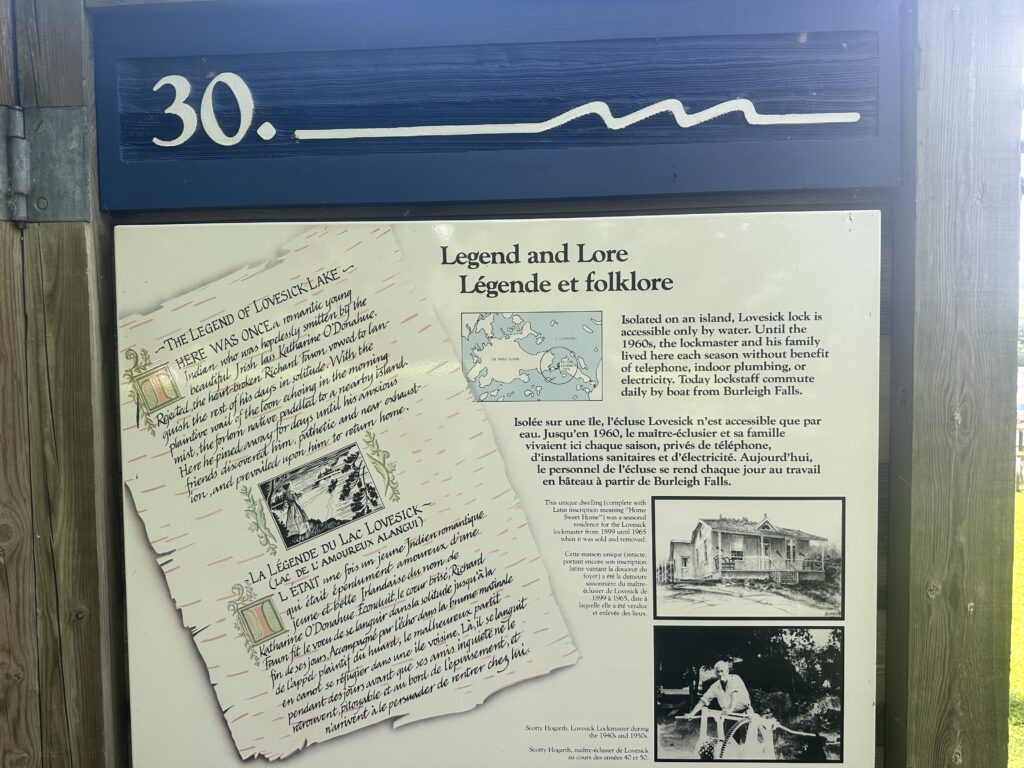 30.
THE LEGEND OF LOVESICK LAKE
THERE WAS ONCE a romantic young
Indian who was hopelessly smitten by the
beautiful Irish lass Katharine O'Donahue.
Rejected, the heart-broken Richard Fawn vowed to lan-
guish the rest of his days in solitude. With the
plaintive wail of the loon echoing in the morning
mist, the forlorn native paddled to a nearby island.
Here he pined away for days until his anxious
friends discovered him, pathetic and near exhaust-
ion, and prevailed upon him to return home.
LA LÉGENDE DU LAC LOVESICK
(LAC DE L'AMOUREUX ALANGUI)
IL ÉTAIT une fois un jeune Indien romantique
qui était éperdument amoureux d'une
jeune et belle Irlandaise du nom de
Katharine O'Donahue. Éconduit, le cœur brisé, Richard
Fawn fit le vœu de se languir dans la solitude jusqu'à la
fin de ses jours. Accompagné par l'écho dans la brume matinale
de l'appel plaintif du huard, le malheureux partit
en canot se réfugier dans une île voisine. Là, il se languit
pendant des jours avant que ses amis inquiets ne le
retrouvent, pitoyable et au bord de l'épuisement, et
n'arrivent à le persuader de rentrer chez lui.
Legend and Lore
Légende et folklore
Isolated on an island, Lovesick lock is
accessible only by water. Until the
1960s, the lockmaster and his family
lived here each season without benefit
of telephone, indoor plumbing, or
electricity. Today lockstaff commute
daily by boat from Burleigh Falls.
Isolée sur une île, l'écluse Lovesick n'est accessible que par
eau. Jusqu'en 1960, le maître-éclusier et sa famille
vivaient ici chaque saison, privés de téléphone,
d'installations sanitaires et d'électricité. Aujourd'hui,
le personnel de l'écluse se rend chaque jour au travail
en bâteau à partir de Burleigh Falls.
This unique dwelling (complete with
Latin inscription meaning "Home
Sweet Home") was a seasonal
residence for the Lovesick
lockmaster from 1899 until 1965
when it was sold and removed.
Cette maison unique (intacte,
portant encore son inscription
latine vantant la douceur du
foyer) a été la demeure
saisonnière du maître-
éclusier de Lovesick de
1899 à 1965, date à
laquelle elle a été vendue
et enlevée des lieux.
Scotty Hogarth, Lovesick Lockmaster during
the 1940s and 1950s.
Scotty Hogarth, maître-éclusier de Lovesick
au cours des années 40 et 50.